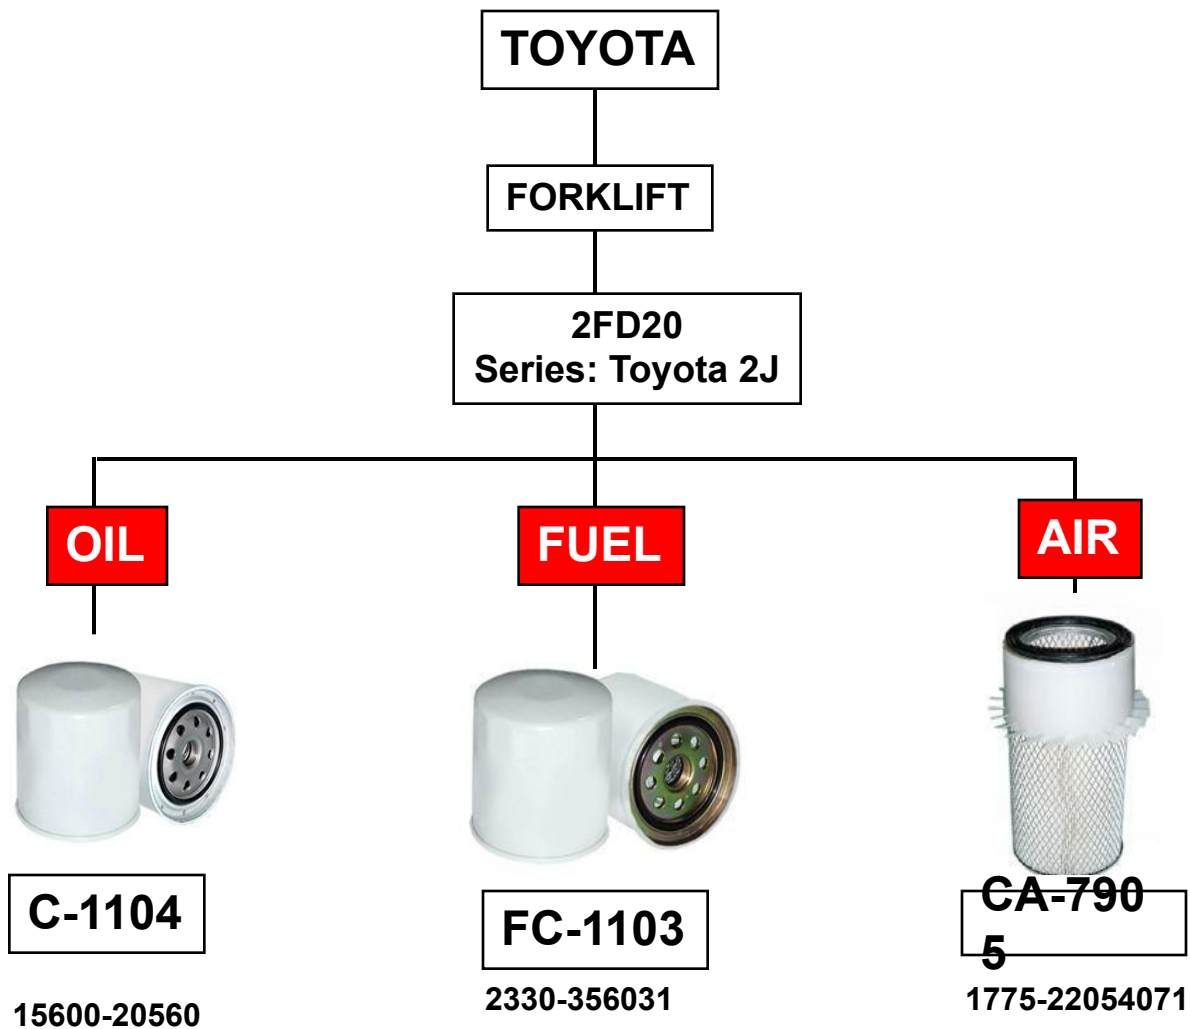 TOYOTA
FORKLIFT
2FD20
Series: Toyota 2J
OIL
FUEL
AIR
C-1104
FC-1103
CA-790
5
15600-20560
2330-356031
1775-22054071